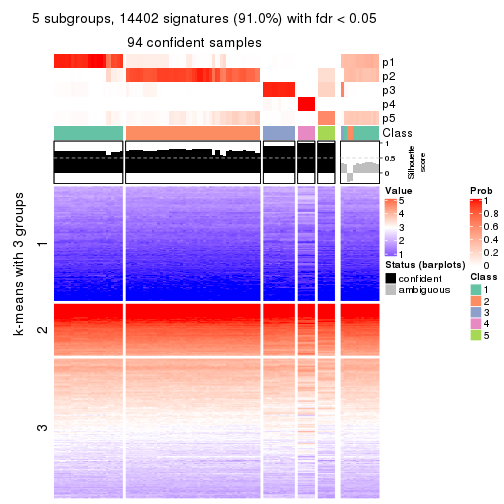 5 subgroups, 14402 signatures (91.0%) with fdr < 0.05
94 confident samples
p1
p2
p3
p4
p5
Class
1
0.5
0
Silhouette
score
k-means with 3 groups
1
2
3
Value
5
4
3
2
1
Status (barplots)
confident
ambiguous
Prob
1
0.8
0.6
0.4
0.2
0
Class
1
2
3
4
5